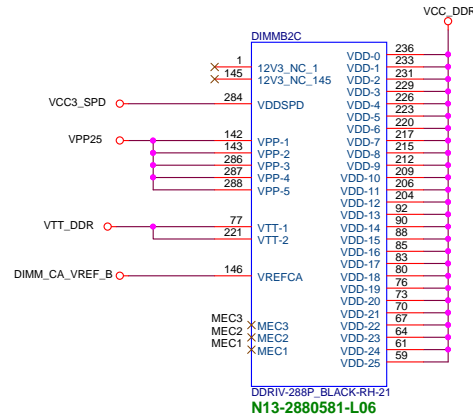 VCC_DDR
DIMMB2C
1 12V3_NC_1
145 12V3_NC_145
VCC3_SPD 284 VDDSPD
VPP25 142 VPP-1
143 VPP-2
286 VPP-3
287 VPP-4
288 VPP-5
VTT_DDR 77 VTT-1
221 VTT-2
DIMM_CA_VREF_B 146 VREFCA
MEC3 MEC3
MEC2 MEC2
MEC1 MEC1
VDD-0 236
VDD-1 233
VDD-2 231
VDD-3 229
VDD-4 226
VDD-5 223
VDD-6 220
VDD-7 217
VDD-8 215
VDD-9 212
VDD-10 209
VDD-11 206
VDD-12 204
VDD-13 92
VDD-14 90
VDD-15 88
VDD-16 85
VDD-17 83
VDD-18 80
VDD-19 76
VDD-20 73
VDD-21 70
VDD-22 67
VDD-23 64
VDD-24 61
VDD-25 59
DDRIV-288P_BLACK-RH-21
N13-2880581-L06